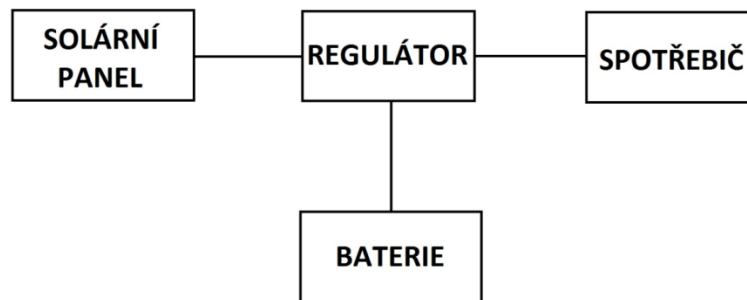 SOLÁRNÍ
PANEL
REGULÁTOR
SPOTŘEBIČ
BATERIE